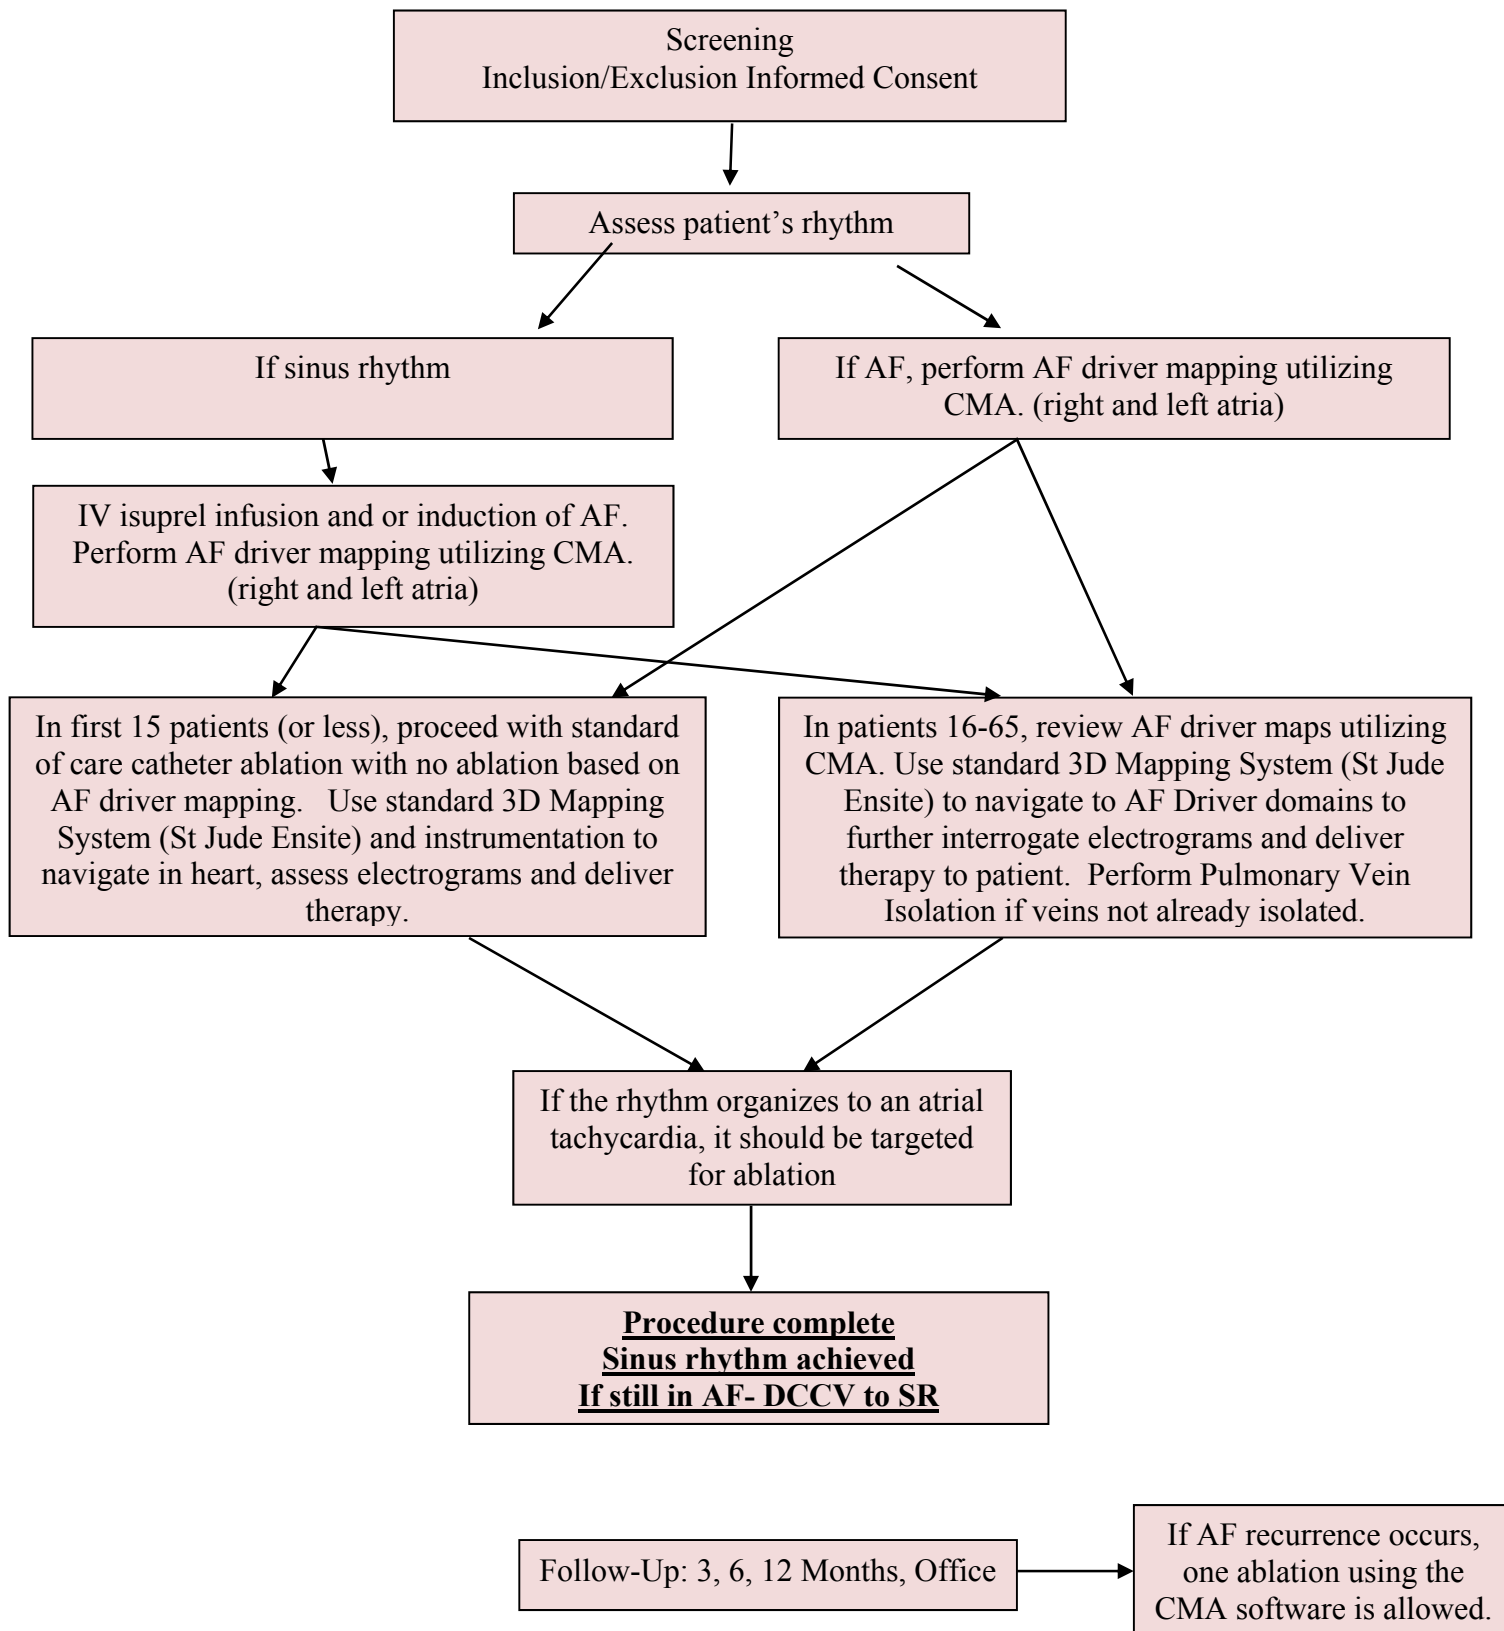 Screening
Inclusion/Exclusion Informed Consent
Assess patient’s rhythm
If sinus rhythm
If AF, perform AF driver mapping utilizing
CMA. (right and left atria)
IV isuprel infusion and or induction of AF.
Perform AF driver mapping utilizing CMA.
(right and left atria)
In first 15 patients (or less), proceed with standard
of care catheter ablation with no ablation based on
AF driver mapping.   Use standard 3D Mapping
System (St Jude Ensite) and instrumentation to
navigate in heart, assess electrograms and deliver
therapy.
In patients 16-65, review AF driver maps utilizing
CMA. Use standard 3D Mapping System (St Jude
Ensite) to navigate to AF Driver domains to
further interrogate electrograms and deliver
therapy to patient.  Perform Pulmonary Vein
Isolation if veins not already isolated.
If the rhythm organizes to an atrial
tachycardia, it should be targeted
for ablation
Procedure complete
Sinus rhythm achieved
If still in AF- DCCV to SR
Follow-Up: 3, 6, 12 Months, Office
If AF recurrence occurs,
one ablation using the
CMA software is allowed.